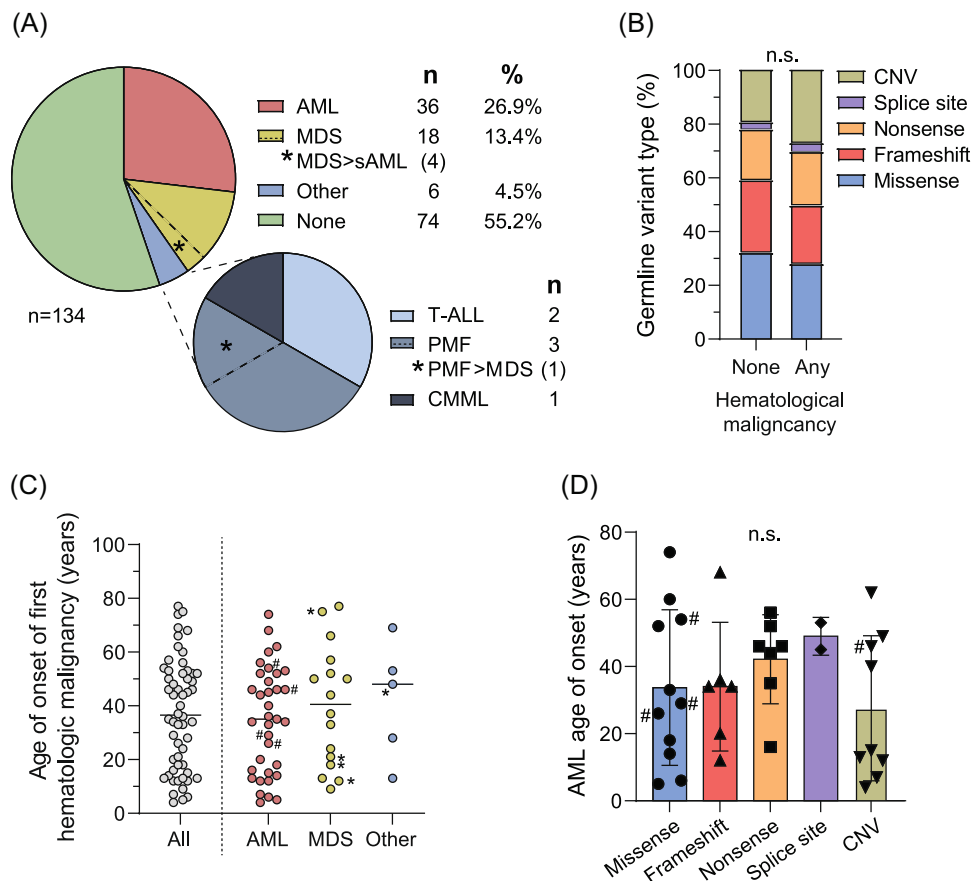 (A)
n %
AML 36 26.9%
MDS 18 13.4%
*MDS>sAML (4)
Other 6 4.5%
None 74 55.2%
*
n=134
n
T-ALL 2
PMF 3
*PMF>MDS (1)
CMML 1
*
(B)
n.s.
Germline variant type (%)
100
80
60
40
20
0
None Any
Hematological
maligncancy
CNV
Splice site
Nonsense
Frameshift
Missense
(C)
Age of onset of first
hematologic malignancy (years)
100
80
60
40
20
0
# # # #
* * * *
*
All AML MDS Other
(D)
n.s.
AML age of onset (years)
80
60
40
20
0
# # # #
Missense
Frameshift
Nonsense
Splice site
CNV